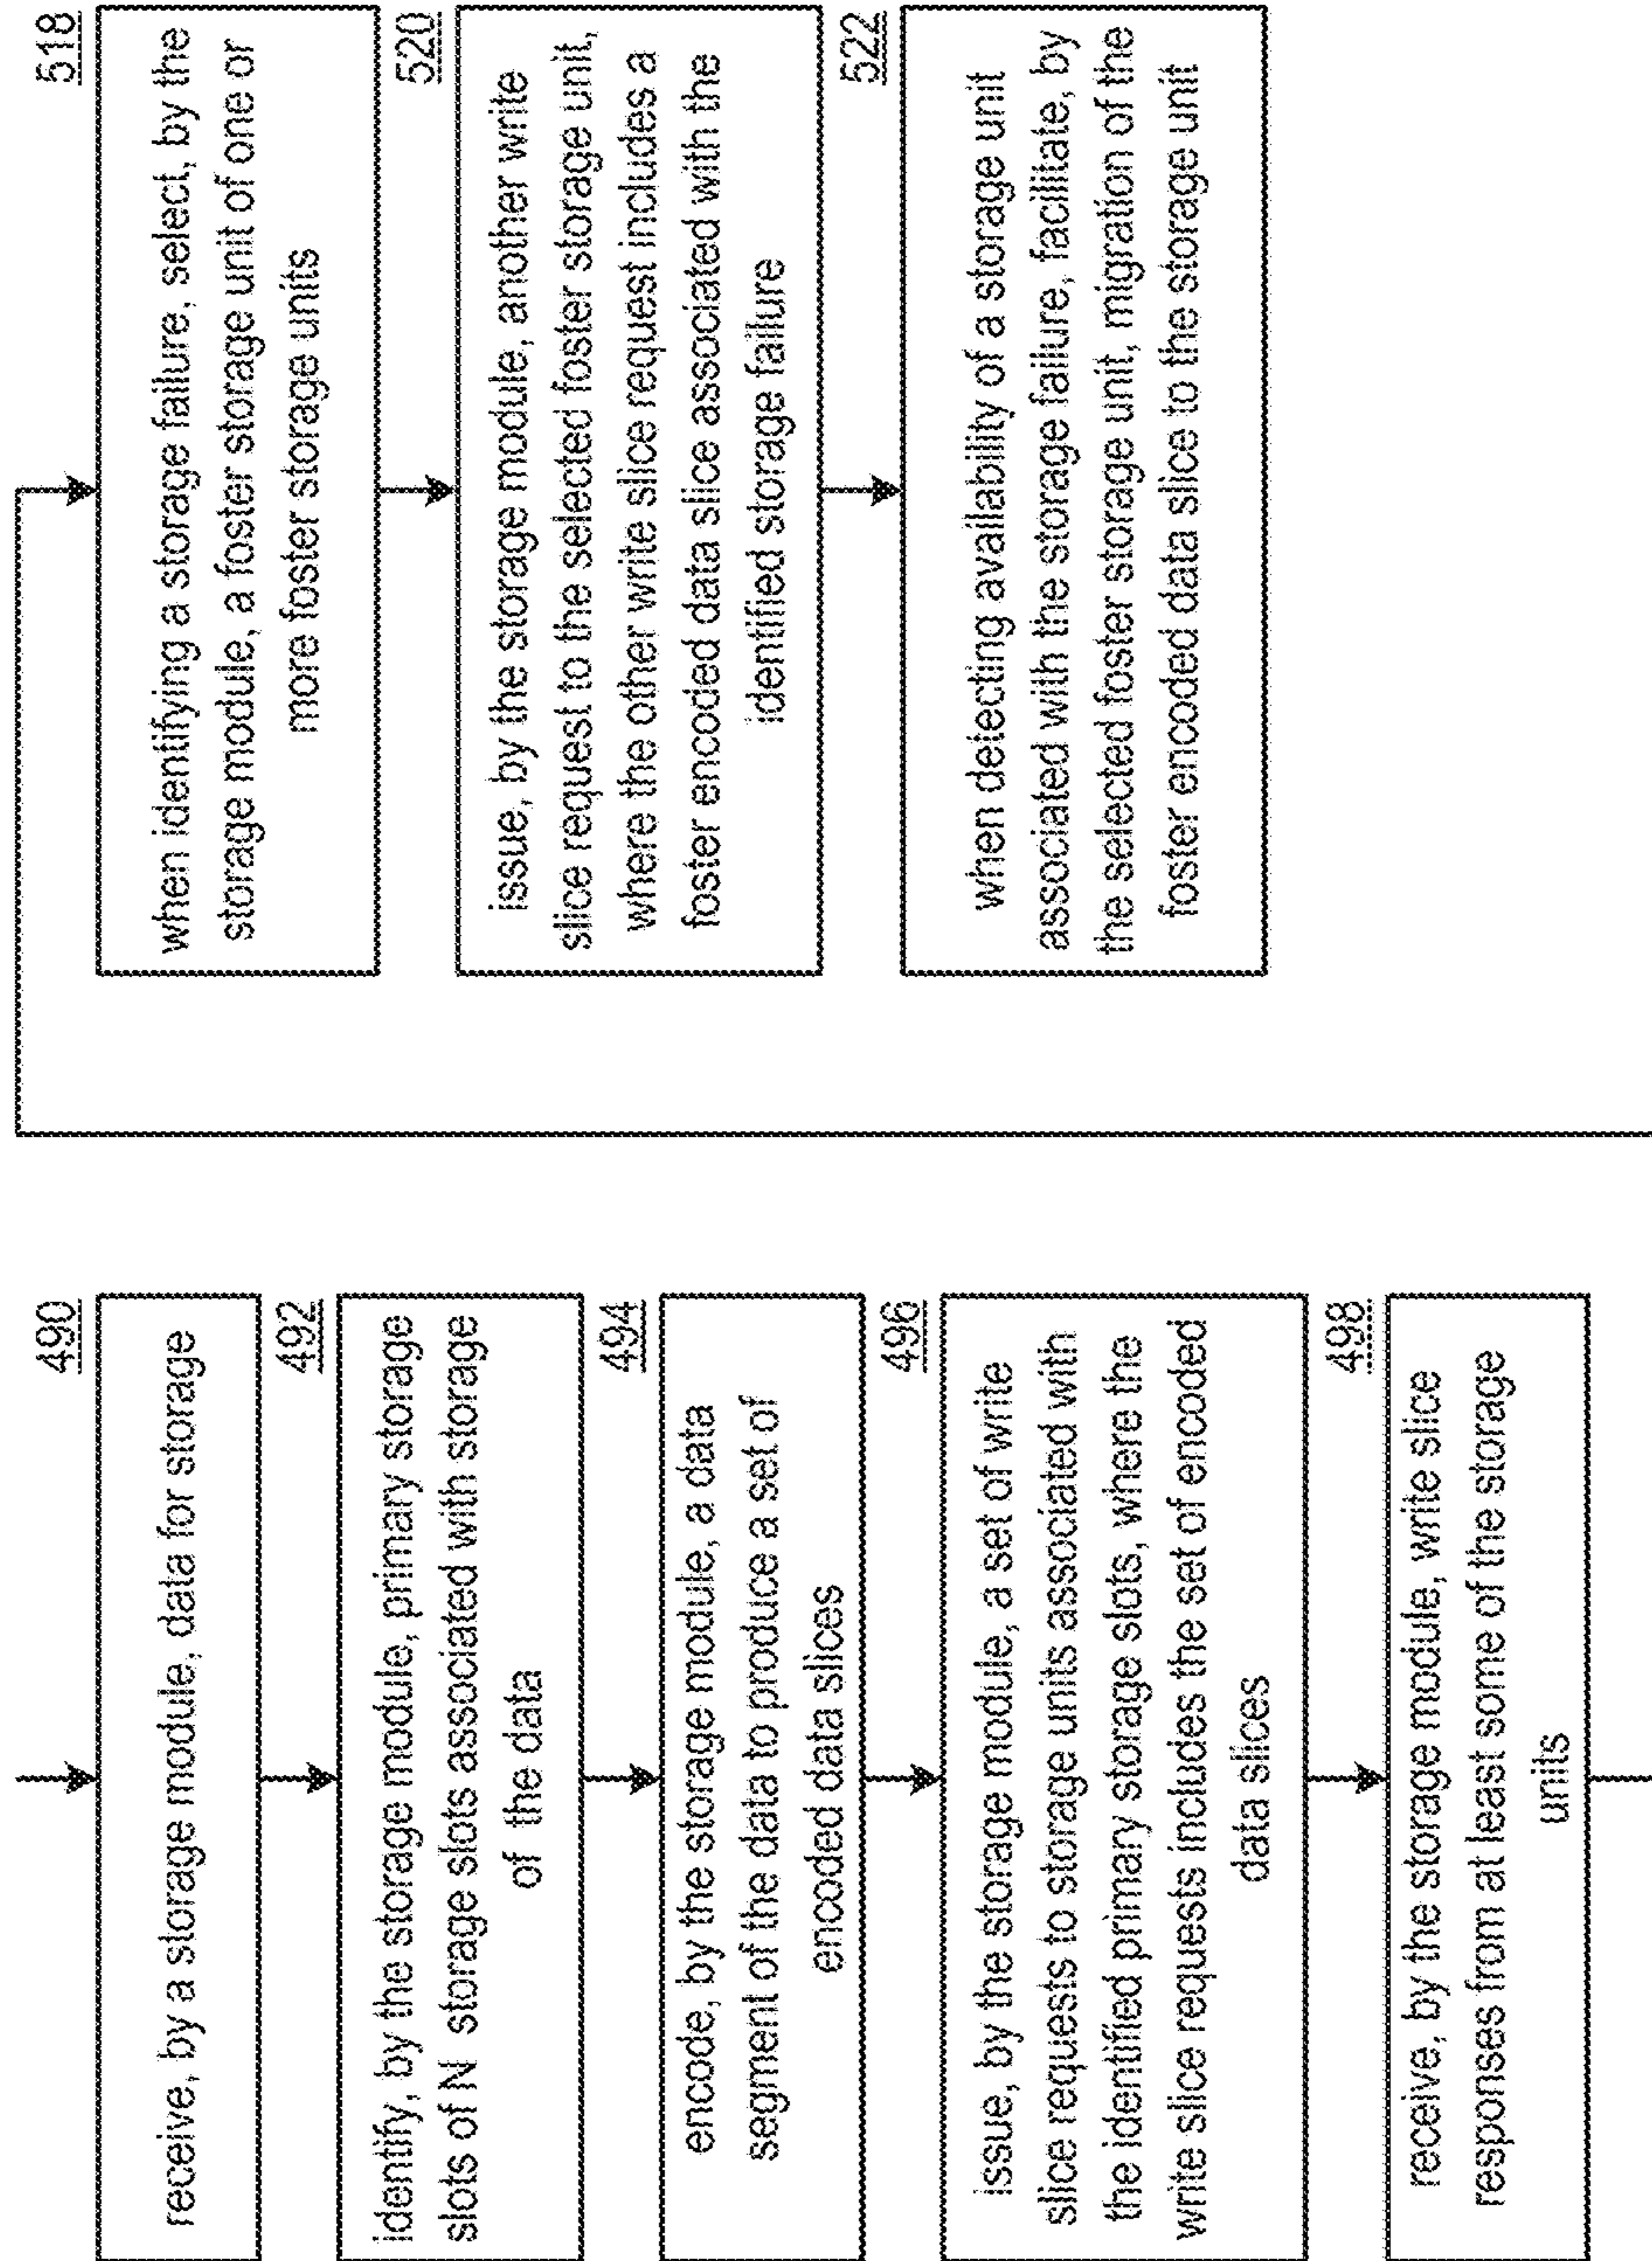 490
receive, by a storage module, data for storage
492
identify, by the storage module, primary storage
slots of N storage slots associated with storage
of the data
494
encode, by the storage module, a data
segment of the data to produce a set of
encoded data slices
496
issue, by the storage module, a set of write
slice requests to storage units associated with
the identified primary storage slots, where the
write slice requests includes the set of encoded
data slices
498
receive, by the storage module, write slice
responses from at least some of the storage
units
518
when identifying a storage failure, select, by the
storage module, a foster storage unit of one or
more foster storage units
520
issue, by the storage module, another write
slice request to the selected foster storage unit,
where the other write slice request includes a
foster encoded data slice associated with the
identified storage failure
522
when detecting availability of a storage unit
associated with the storage failure, facilitate, by
the selected foster storage unit, migration of the
foster encoded data slice to the storage unit